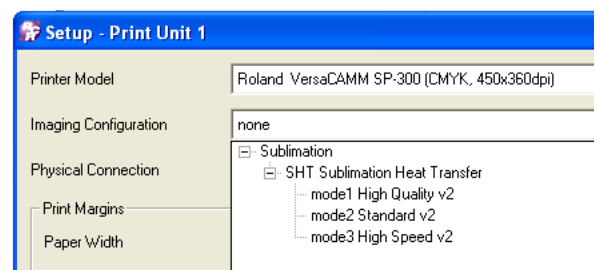 Setup - Print Unit 1
Printer Model
Roland VersaCAMM SP-300 (CMYK, 450x360dpi)
Imaging Configuration
none
Sublimation
SHT Sublimation Heat Transfer
mode1 High Quality v2
mode2 Standard v2
mode3 High Speed v2
Physical Connection
Print Margins
Paper Width